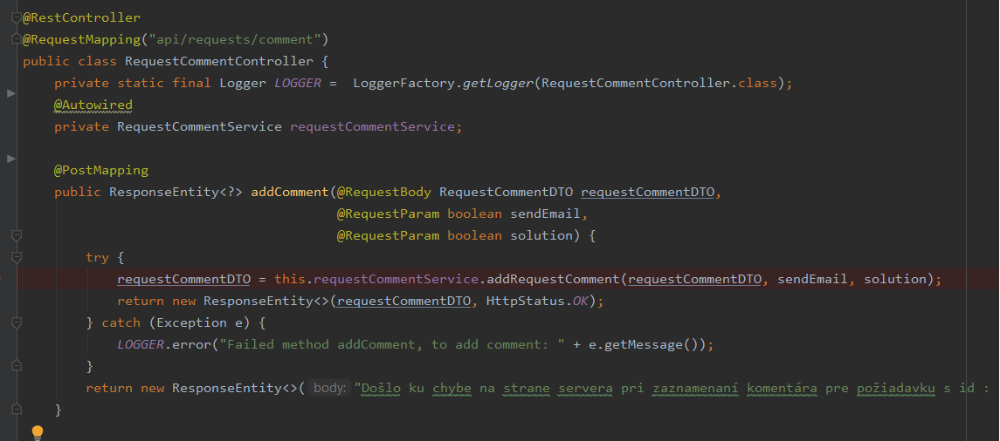 @RestController
@RequestMapping("api/requests/comment")
public class RequestCommentController {
    private static final Logger LOGGER =  LoggerFactory.getLogger(RequestCommentController.class);
    @Autowired
    private RequestCommentService requestCommentService;
    @PostMapping
    public ResponseEntity<?> addComment(@RequestBody RequestCommentDTO requestCommentDTO,
                                        @RequestParam boolean sendEmail,
                                        @RequestParam boolean solution) {
        try {
            requestCommentDTO = this.requestCommentService.addRequestComment(requestCommentDTO, sendEmail, solution);
            return new ResponseEntity<>(requestCommentDTO, HttpStatus.OK);
        } catch (Exception e) {
            LOGGER.error("Failed method addComment, to add comment: " + e.getMessage());
        }
        return new ResponseEntity<>( body: "Došlo ku chybe na strane servera pri zaznamenaní komentára pre požiadavku s id :
    }